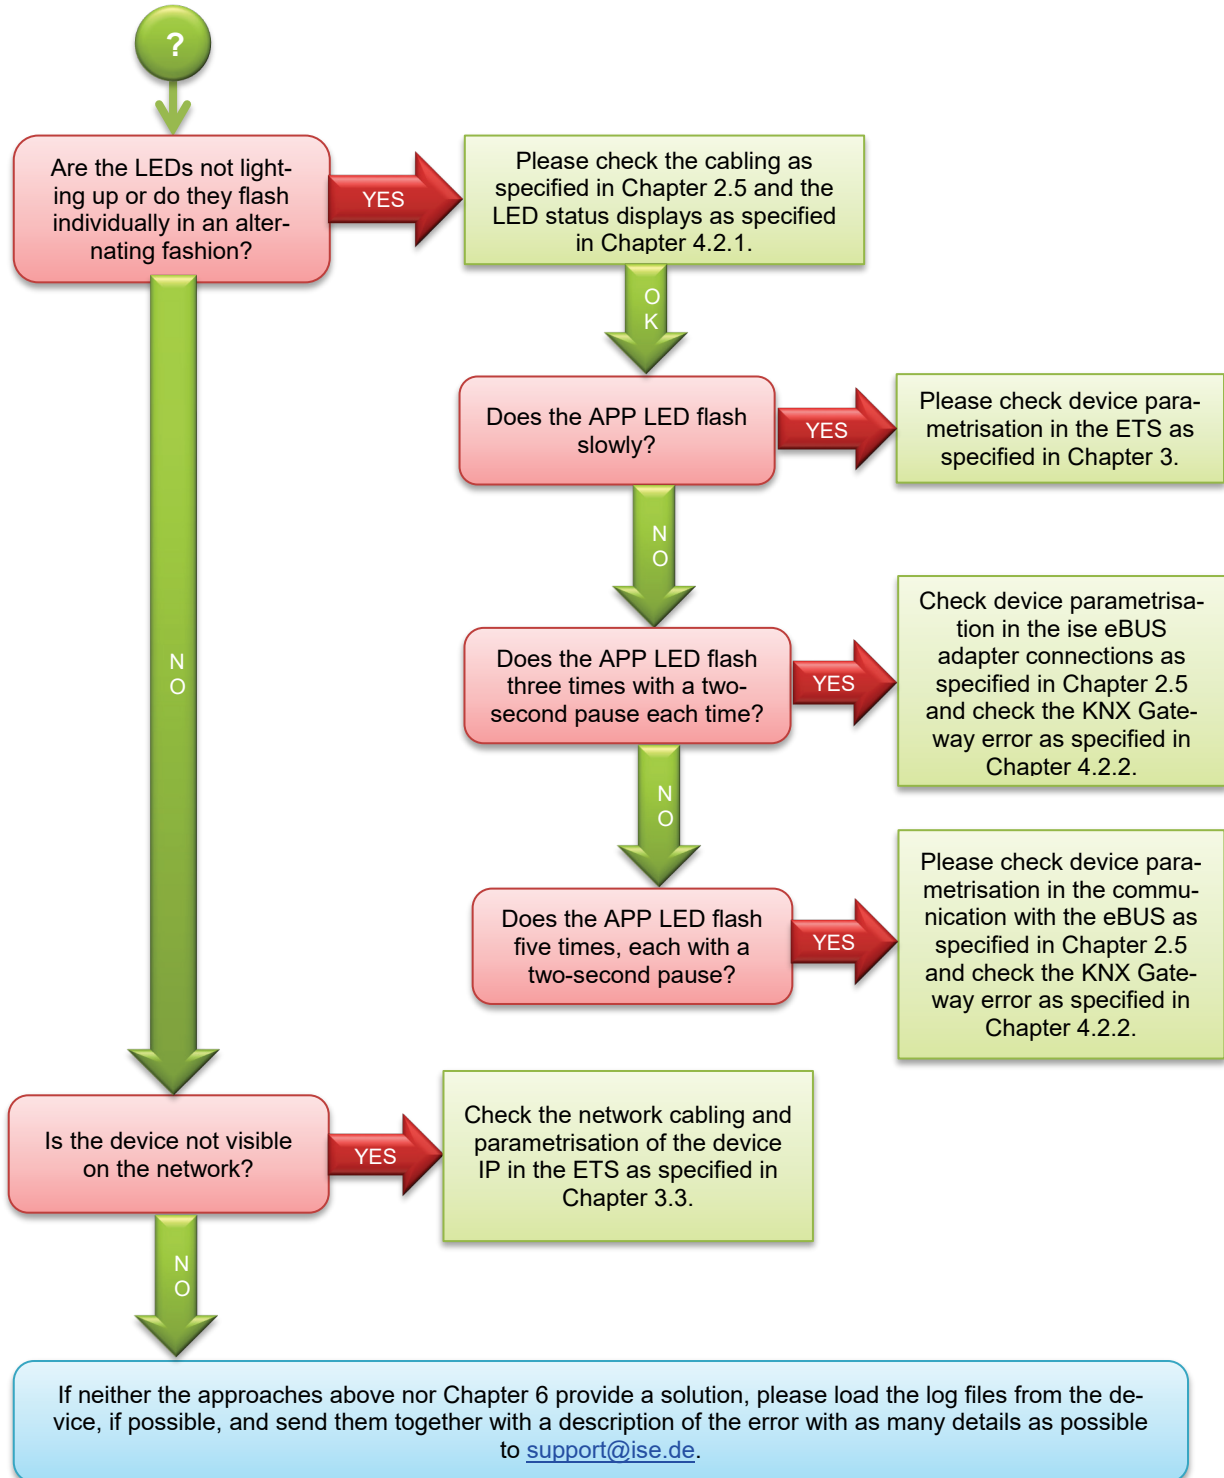 ?
Are the LEDs not light-
ing up or do they flash
individually in an alter-
nating fashion?
YES
Please check the cabling as
specified in Chapter 2.5 and the
LED status displays as specified
in Chapter 4.2.1.
O
K
Does the APP LED flash
slowly?
YES
Please check device para-
metrisation in the ETS as
specified in Chapter 3.
N
O
Does the APP LED flash
three times with a two-
second pause each time?
YES
Check device parametrisa-
tion in the ise eBUS
adapter connections as
specified in Chapter 2.5
and check the KNX Gate-
way error as specified in
Chapter 4.2.2.
N
O
N
O
Does the APP LED flash
five times, each with a
two-second pause?
YES
Please check device para-
metrisation in the commu-
nication with the eBUS as
specified in Chapter 2.5
and check the KNX Gate-
way error as specified in
Chapter 4.2.2.
Is the device not visible
on the network?
YES
Check the network cabling and
parametrisation of the device
IP in the ETS as specified in
Chapter 3.3.
N
O
If neither the approaches above nor Chapter 6 provide a solution, please load the log files from the de-
vice, if possible, and send them together with a description of the error with as many details as possible
to support@ise.de.